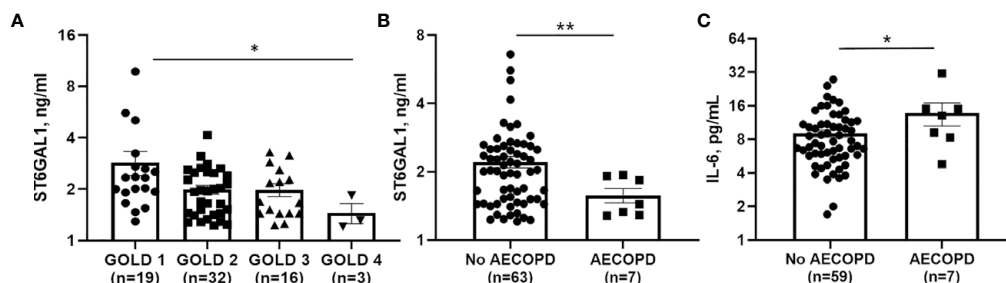 A
ST6GAL1, ng/ml
16
8
4
2
1
*
GOLD 1 GOLD 2 GOLD 3 GOLD 4
(n=19) (n=32) (n=16) (n=3)
B
ST6GAL1, ng/ml
8
4
2
1
**
No AECOPD AECOPD
(n=63) (n=7)
C
IL-6, pg/mL
64
32
16
8
4
2
1
*
No AECOPD AECOPD
(n=59) (n=7)